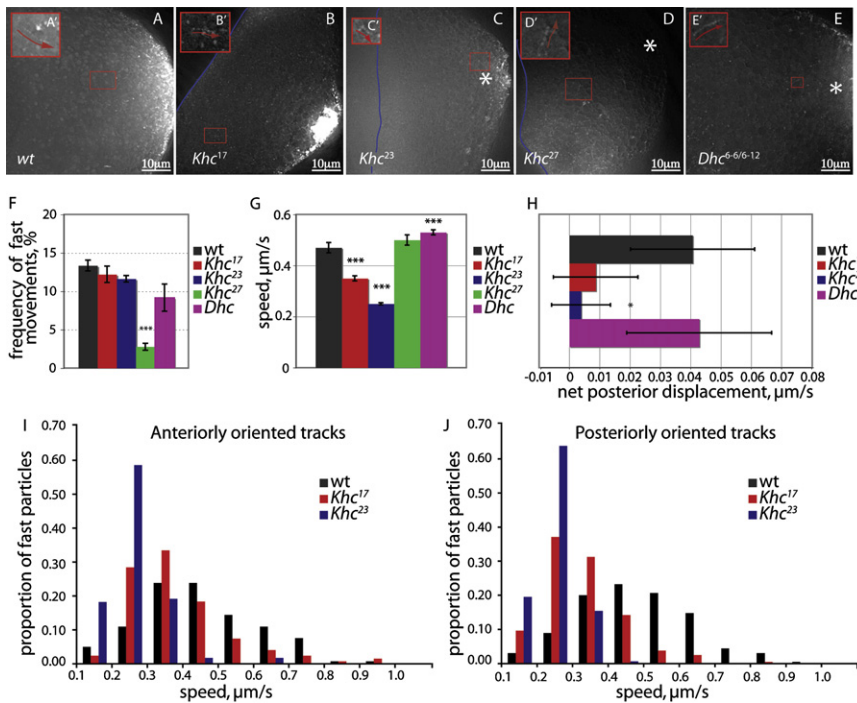 A' A B' B C' C D' D E' E
wt Khc17 Khc23 Khc27 Dhc6-6/6-12
10µm 10µm 10µm 10µm 10µm
* * *
F
frequency of fast
movements, %
20
15
10
5
0
***
wt
Khc17
Khc23
Khc27
Dhc
G
speed, µm/s
0.6
0.4
0.2
0
*** *** ***
wt
Khc17
Khc23
Khc27
Dhc
H
*
wt
Khc
Khc
Dhc
-0.01 0 0.01 0.02 0.03 0.04 0.05 0.06 0.07 0.08
net posterior displacement, µm/s
I
Anteriorly oriented tracks
proportion of fast particles
0.70
0.60
0.50
0.40
0.30
0.20
0.10
0.00
wt
Khc17
Khc23
0.1 0.2 0.3 0.4 0.5 0.6 0.7 0.8 0.9 1.0
speed, µm/s
J
Posteriorly oriented tracks
proportion of fast particles
0.70
0.60
0.50
0.40
0.30
0.20
0.10
0.00
wt
Khc17
Khc23
0.1 0.2 0.3 0.4 0.5 0.6 0.7 0.8 0.9 1.0
speed, µm/s